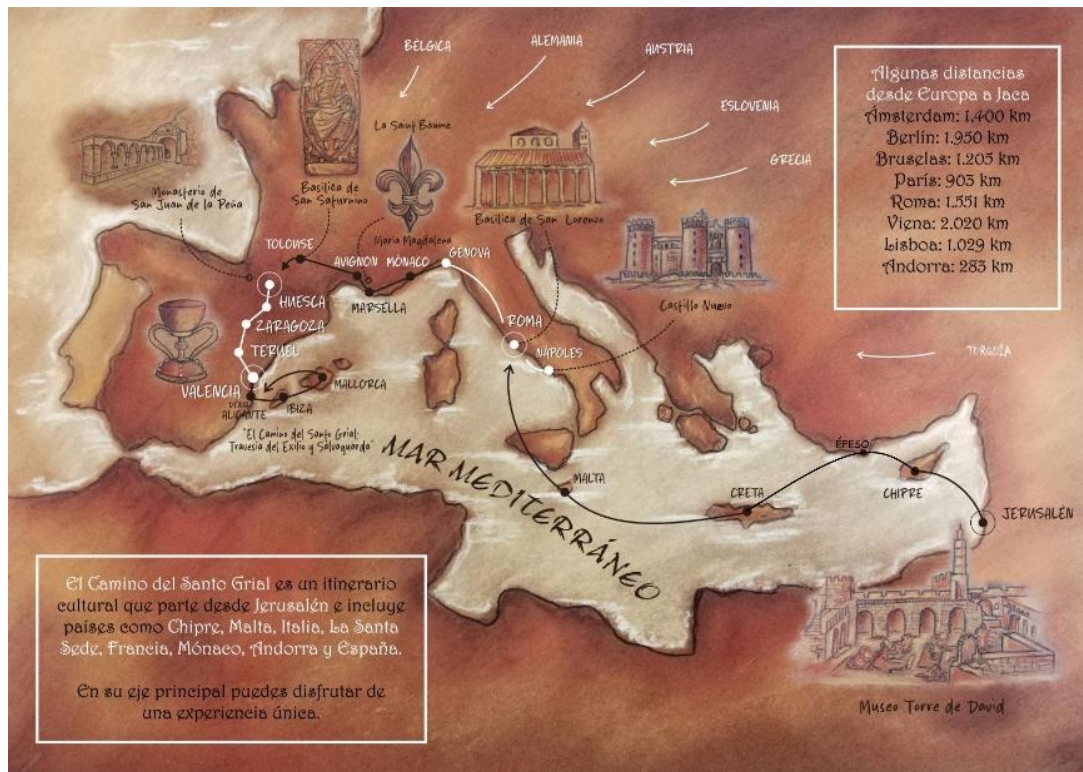 BÉLGICA
ALEMANIA
AUSTRIA
ESLOVENIA
GRECIA
TURQUÍA
Algunas distancias
desde Europa a Jaca
Ámsterdam: 1.400 km
Berlín: 1.950 km
Bruselas: 1.205 km
París: 903 km
Roma: 1.551 km
Viena: 2.020 km
Lisboa: 1.029 km
Andorra: 283 km
La Saint Baume
Monasterio de
San Juan de la Peña
Basílica de
San Saturnino
María Magdalena
Basílica de San Lorenzo
Castillo Nuovo
TOLOUSE
AVIGNON
MÓNACO
GÉNOVA
MARSELLA
HUESCA
ZARAGOZA
TERUEL
VALENCIA
DENIA
ALICANTE
IBIZA
MALLORCA
ROMA
NÁPOLES
"El Camino del Santo Grial:
Travesía del Exilio y Salvaguarda"
MAR MEDITERRÁNEO
MALTA
CRETA
ÉFESO
CHIPRE
JERUSALÉN
El Camino del Santo Grial es un itinerario
cultural que parte desde Jerusalén e incluye
países como Chipre, Malta, Italia, La Santa
Sede, Francia, Mónaco, Andorra y España.
En su eje principal puedes disfrutar de
una experiencia única.
Museo Torre de David